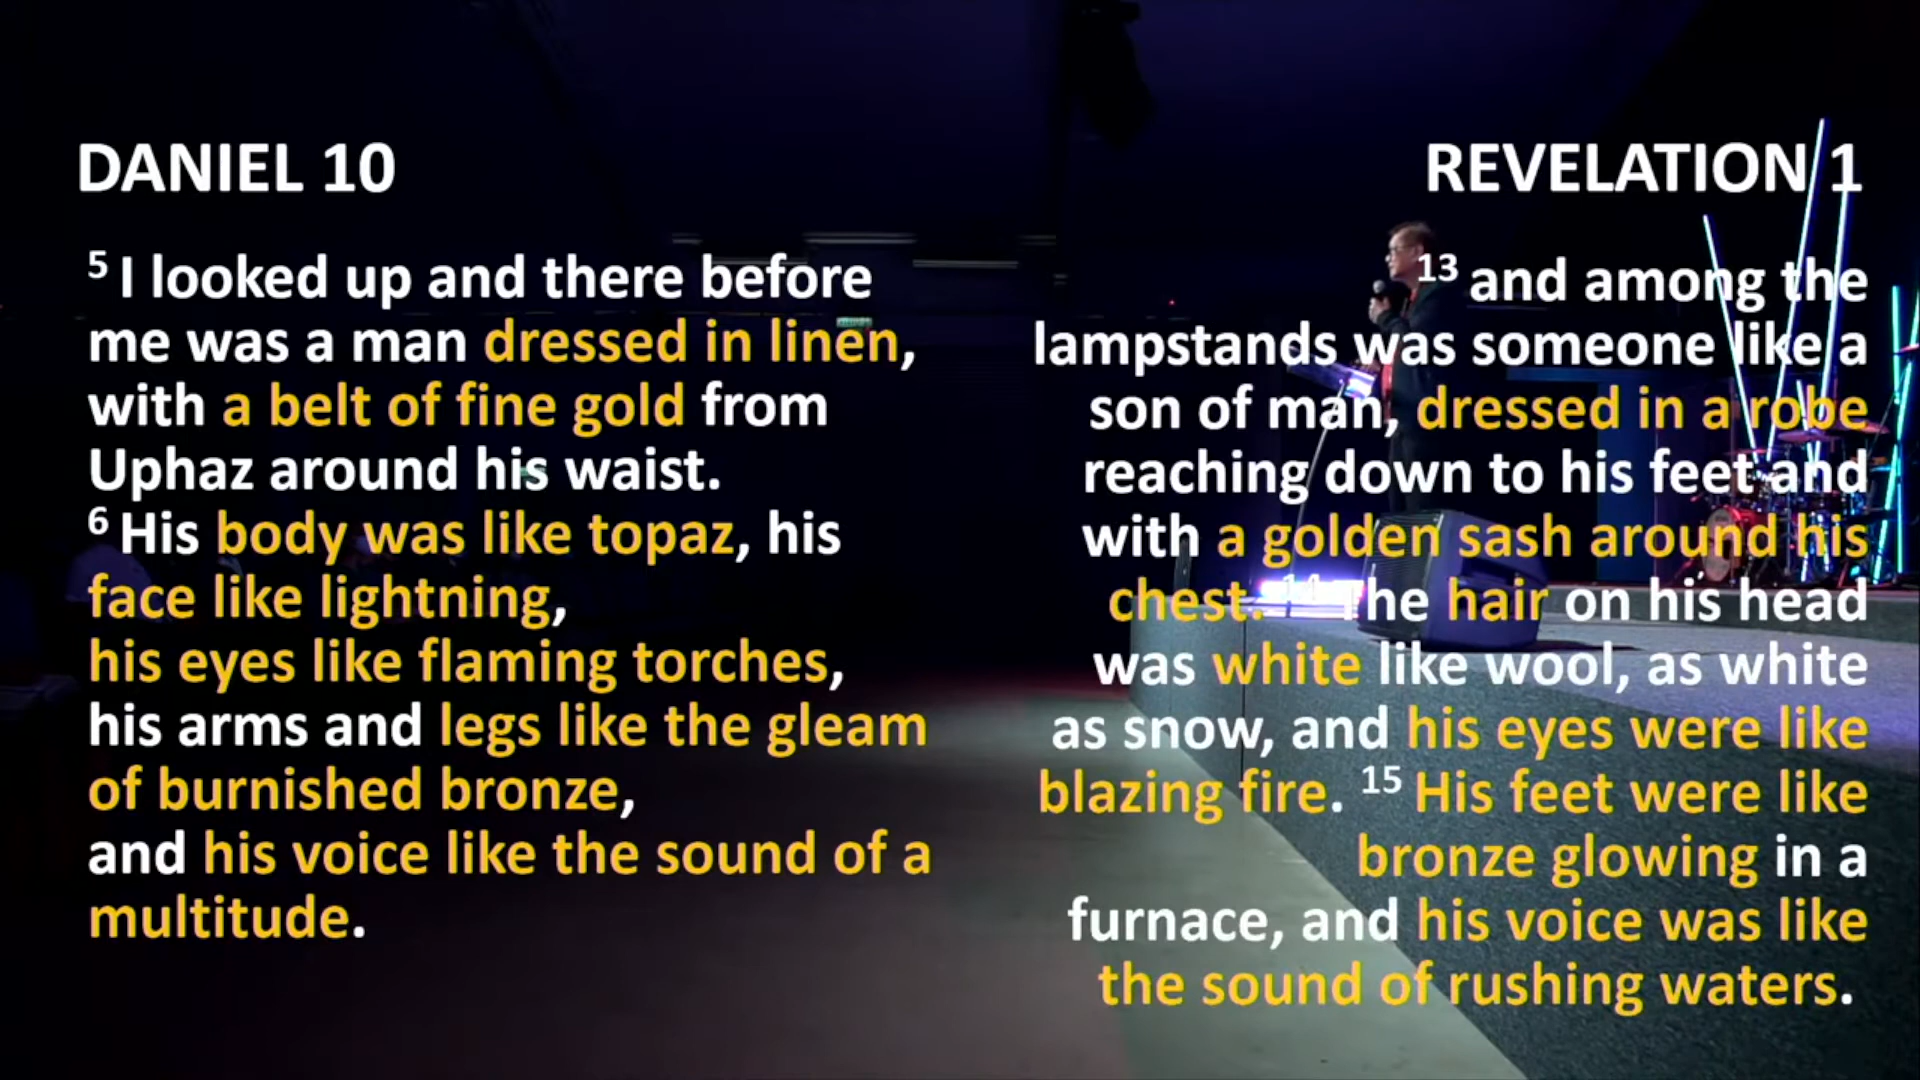 DANIEL 10
5 I looked up and there before
me was a man dressed in linen,
with a belt of fine gold from
Uphaz around his waist.
6 His body was like topaz, his
face like lightning,
his eyes like flaming torches,
his arms and legs like the gleam
of burnished bronze,
and his voice like the sound of a
multitude.
REVELATION 1
13 and among the
lampstands was someone like a
son of man, dressed in a robe
reaching down to his feet and
with a golden sash around his
chest. 14 The hair on his head
was white like wool, as white
as snow, and his eyes were like
blazing fire. 15 His feet were like
bronze glowing in a
furnace, and his voice was like
the sound of rushing waters.